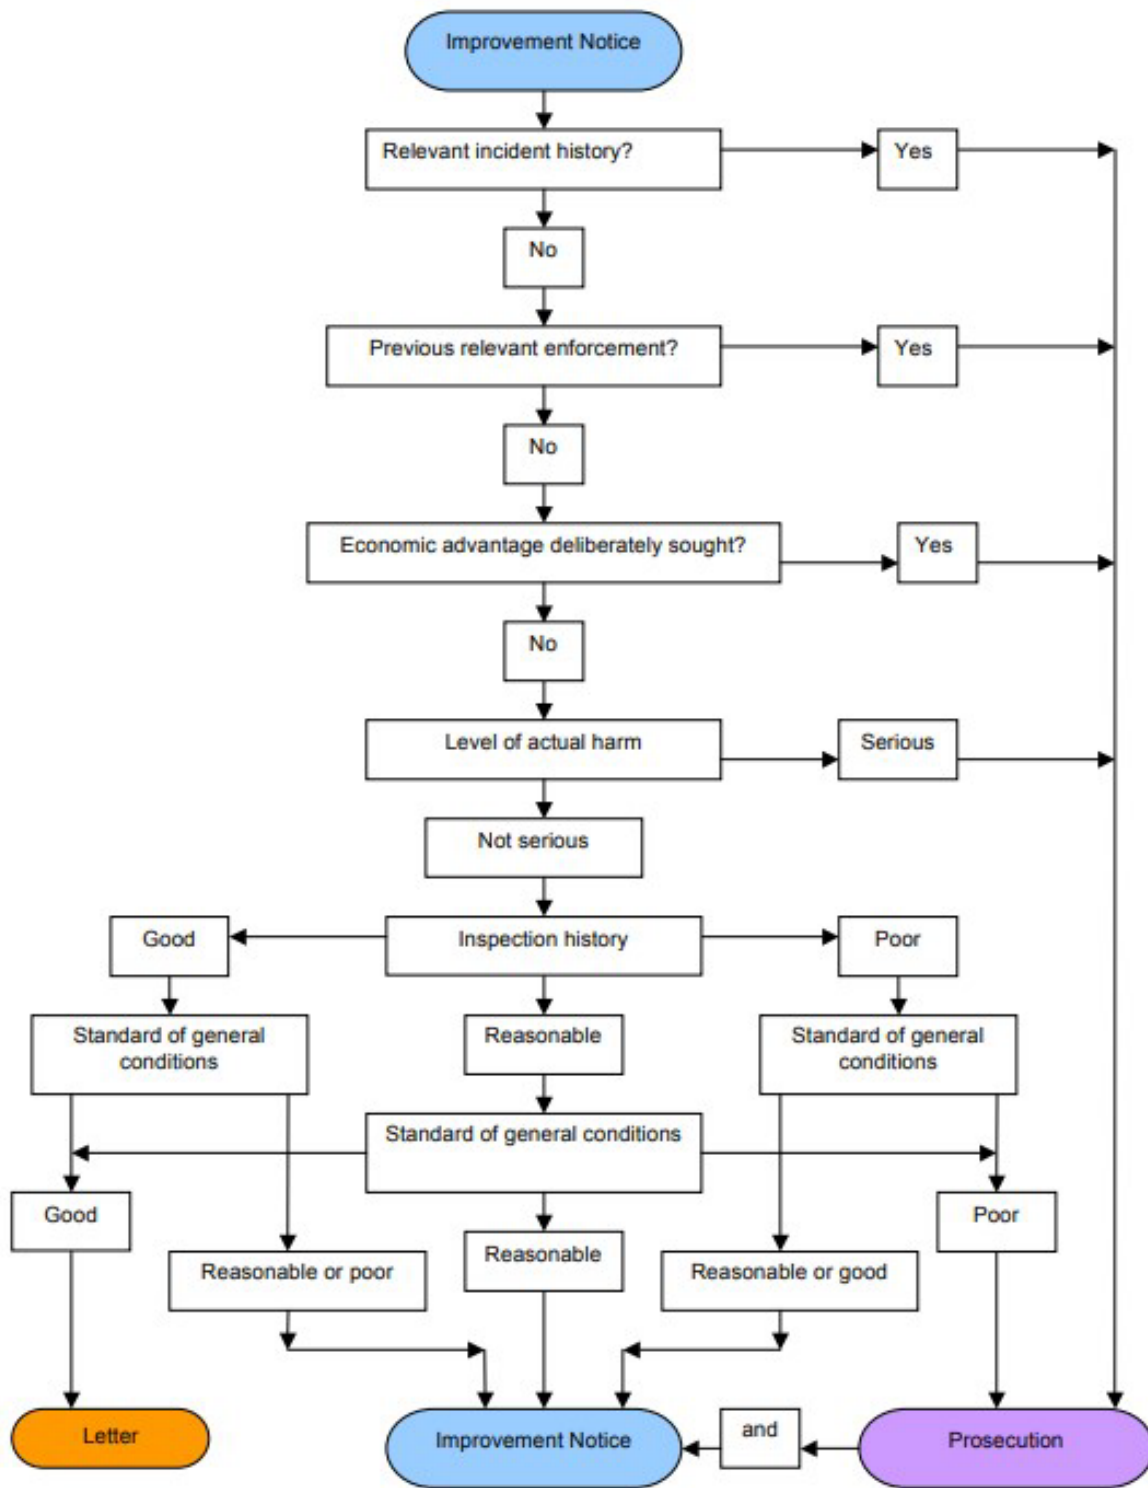 Improvement Notice
Relevant incident history?
Yes
No
Previous relevant enforcement?
Yes
No
Economic advantage deliberately sought?
Yes
No
Level of actual harm
Serious
Not serious
Good
Inspection history
Poor
Standard of general
conditions
Reasonable
Standard of general
conditions
Standard of general conditions
Good
Poor
Reasonable or poor
Reasonable
Reasonable or good
Letter
Improvement Notice
and
Prosecution